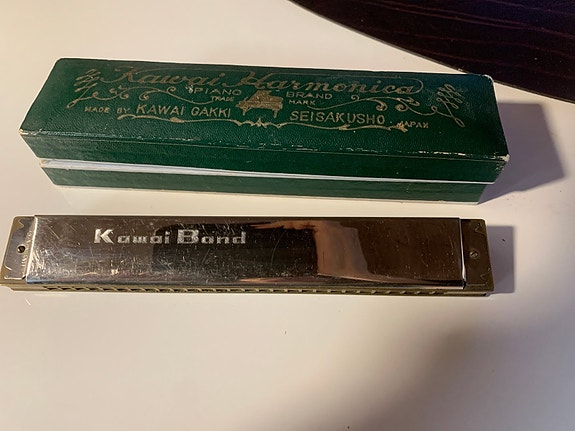 Kawai Harmonica
PIANO BRAND
TRADE MARK
MADE BY KAWAI GAKKI SEISAKUSHO JAPAN
Kawai Band